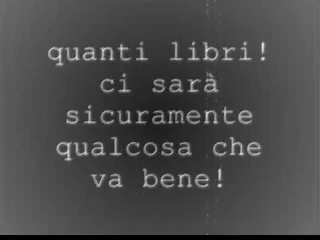 quanti libri!
ci sarà
sicuramente
qualcosa che
va bene!